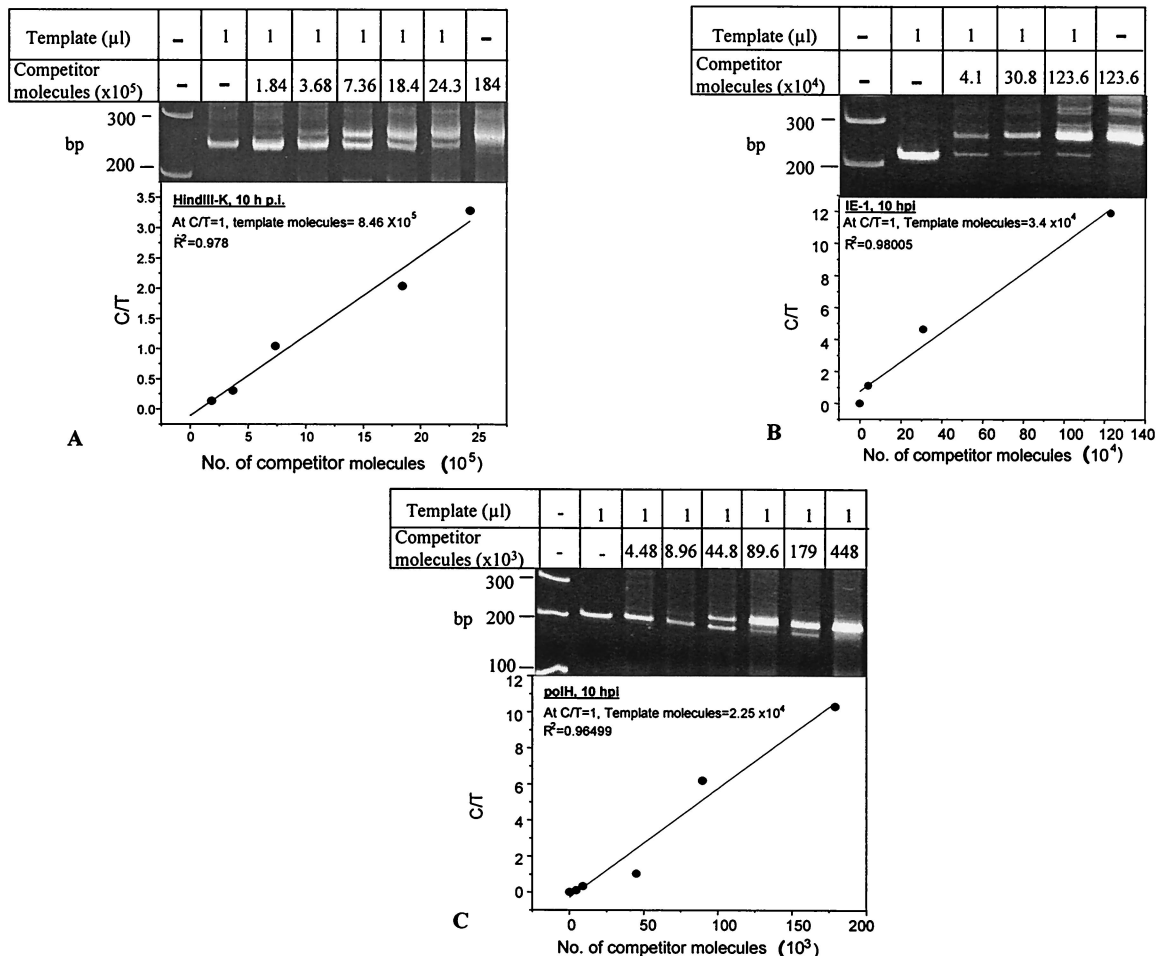 Template (µl) – 1 1 1 1 1 1 –
Competitor
molecules (x10⁵) – – 1.84 3.68 7.36 18.4 24.3 184
300
bp
200
HindIII-K, 10 h p.i.
At C/T=1, template molecules= 8.46 X10⁵
R²=0.978
3.5
3.0
2.5
2.0
1.5
1.0
0.5
0.0
C/T
0 5 10 15 20 25
No. of competitor molecules (10⁵)
A
Template (µl) – 1 1 1 1 –
Competitor
molecules (x10⁴) – – 4.1 30.8 123.6 123.6
300
bp
200
IE-1, 10 hpi
At C/T=1, Template molecules=3.4 x10⁴
R²=0.98005
12
10
8
6
4
2
0
C/T
0 20 40 60 80 100 120 140
No. of competitor molecules (10⁴)
B
Template (µl) - 1 1 1 1 1 1 1
Competitor
molecules (x10³) - - 4.48 8.96 44.8 89.6 179 448
300
bp 200
100
polH, 10 hpi
At C/T=1, Template molecules=2.25 x10⁴
R²=0.96499
12
10
8
6
4
2
0
C/T
0 50 100 150 200
No. of competitor molecules (10³)
C